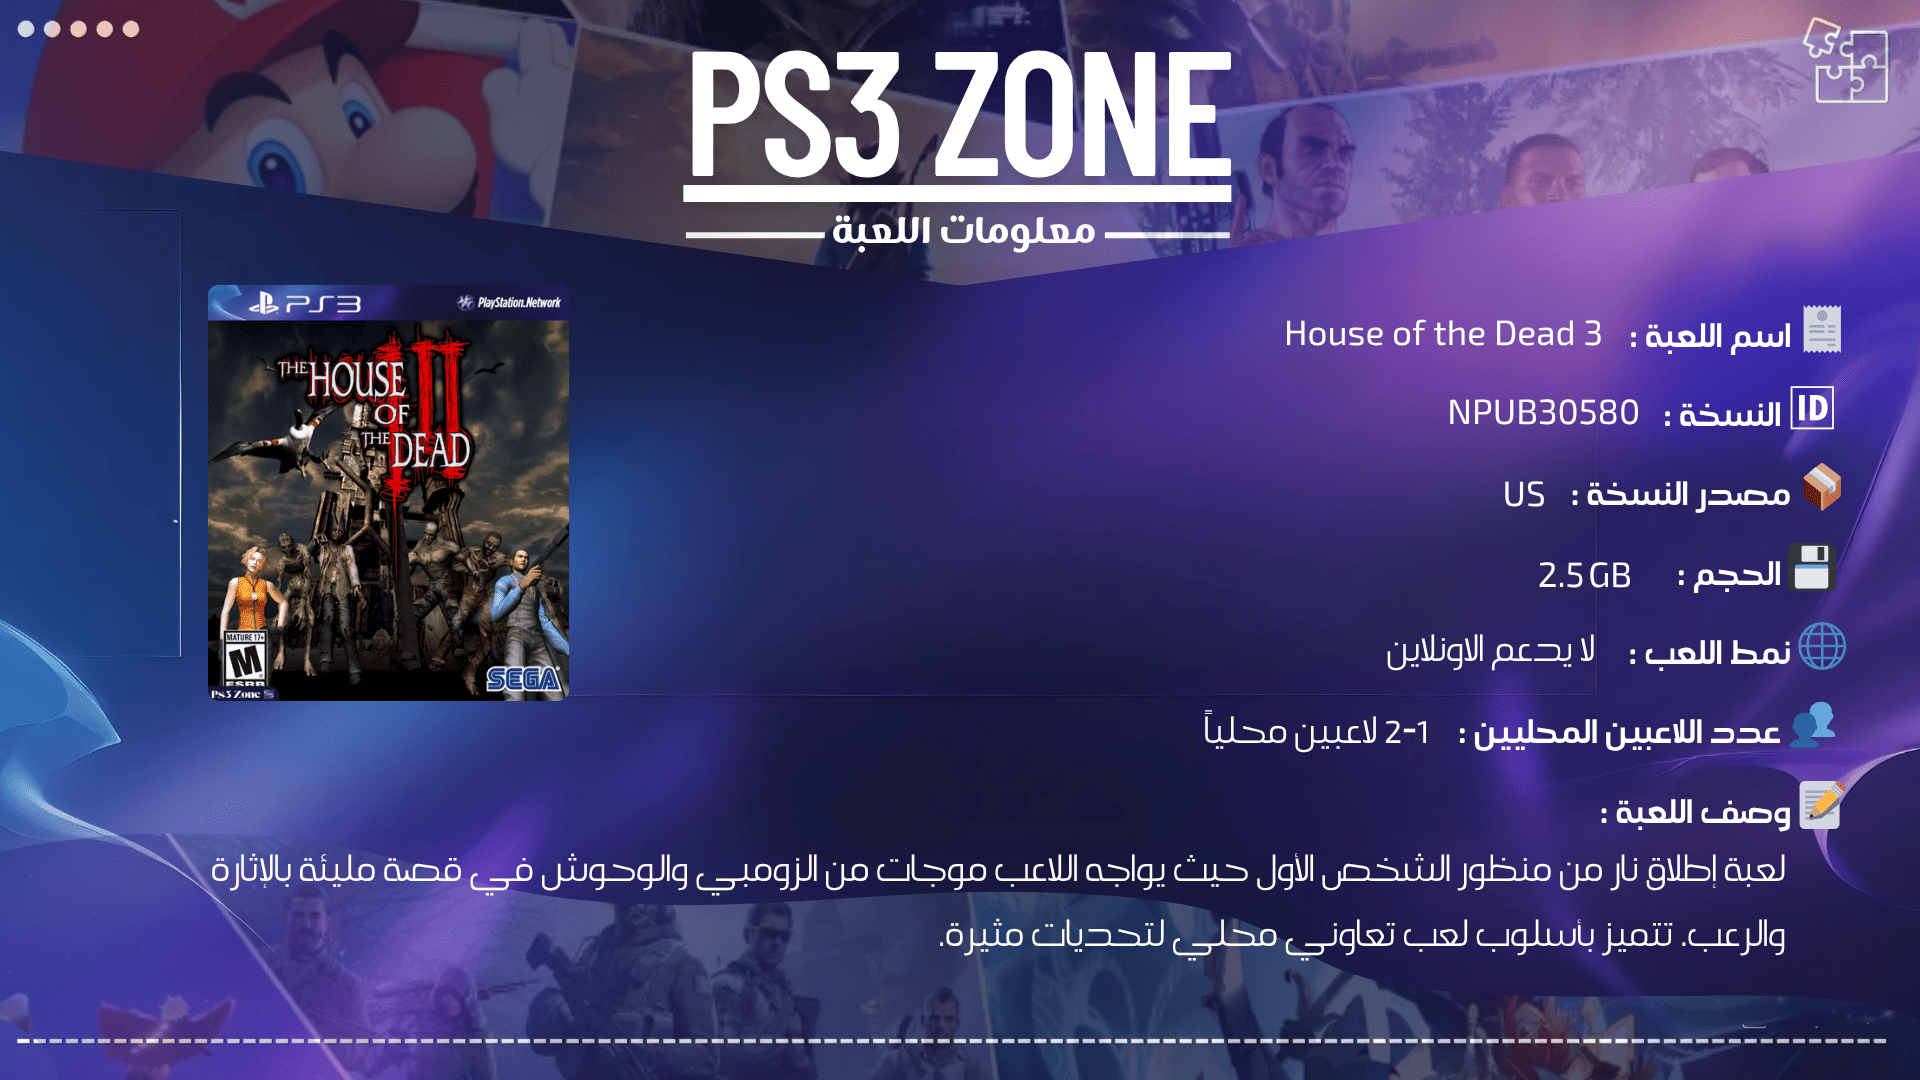 PS3 ZONE
معلومات اللعبة
PS3 PlayStation.Network
THE HOUSE OF THE DEAD III
MATURE 17+
M
ESRB
Ps3 Zone
SEGA
اسم اللعبة : House of the Dead 3
ID النسخة : NPUB30580
مصدر النسخة : US
الحجم : 2.5 GB
نمط اللعب : لا يدعم الاونلاين
عدد اللاعبين المحليين : 1-2 لاعبين محلياً
وصف اللعبة :
لعبة إطلاق نار من منظور الشخص الأول حيث يواجه اللاعب موجات من الزومبي والوحوش في قصة مليئة بالإثارة
والرعب. تتميز بأسلوب لعب تعاوني محلي لتحديات مثيرة.